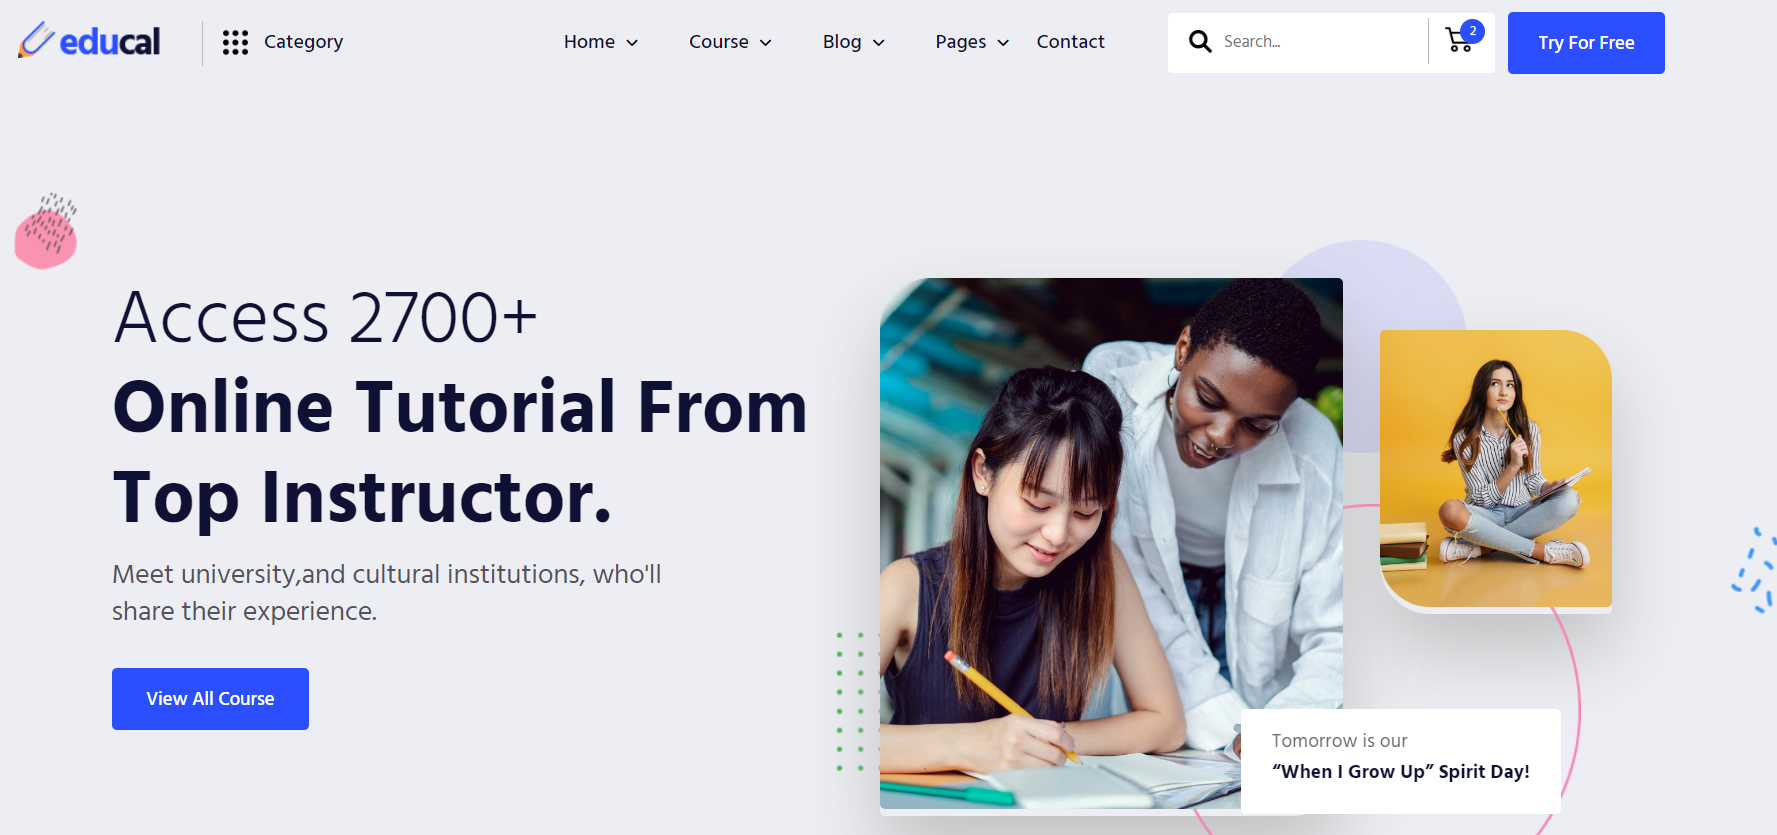 educal
Category
Home
Course
Blog
Pages
Contact
Search...
2
Try For Free
Access 2700+
Online Tutorial From
Top Instructor.
Meet university,and cultural institutions, who'll
share their experience.
View All Course
Tomorrow is our
“When I Grow Up” Spirit Day!